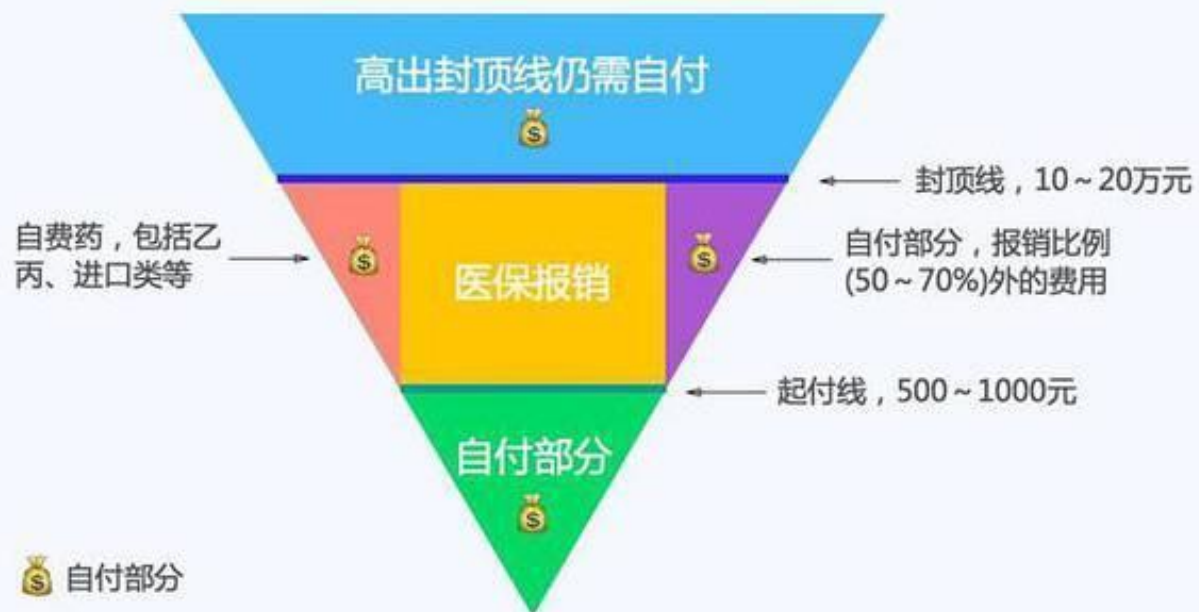 高出封顶线仍需自付
封顶线，10～20万元
自费药，包括乙
丙、进口类等
医保报销
自付部分，报销比例
(50～70%)外的费用
起付线，500～1000元
自付部分
自付部分